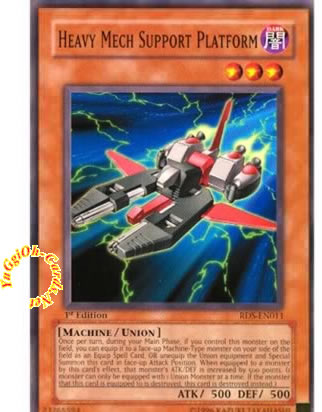 HEAVY MECH SUPPORT PLATFORM
DARK
闇
YuGgiOh-Cards.Net
1st Edition
RDS-EN011
[MACHINE / UNION]
Once per turn, during your Main Phase, if you control this monster on the
field, you can equip it to a face-up Machine-Type monster on your side of the
field as an Equip Spell Card, OR unequip the Union equipment and Special
Summon this card in face-up Attack Position. When equipped to a monster
by this card's effect, that monster's ATK/DEF is increased by 500 points. (1
monster can only be equipped with 1 Union Monster at a time. If the monster
that this card is equipped to is destroyed, this card is destroyed instead.)
ATK/ 500 DEF/ 500